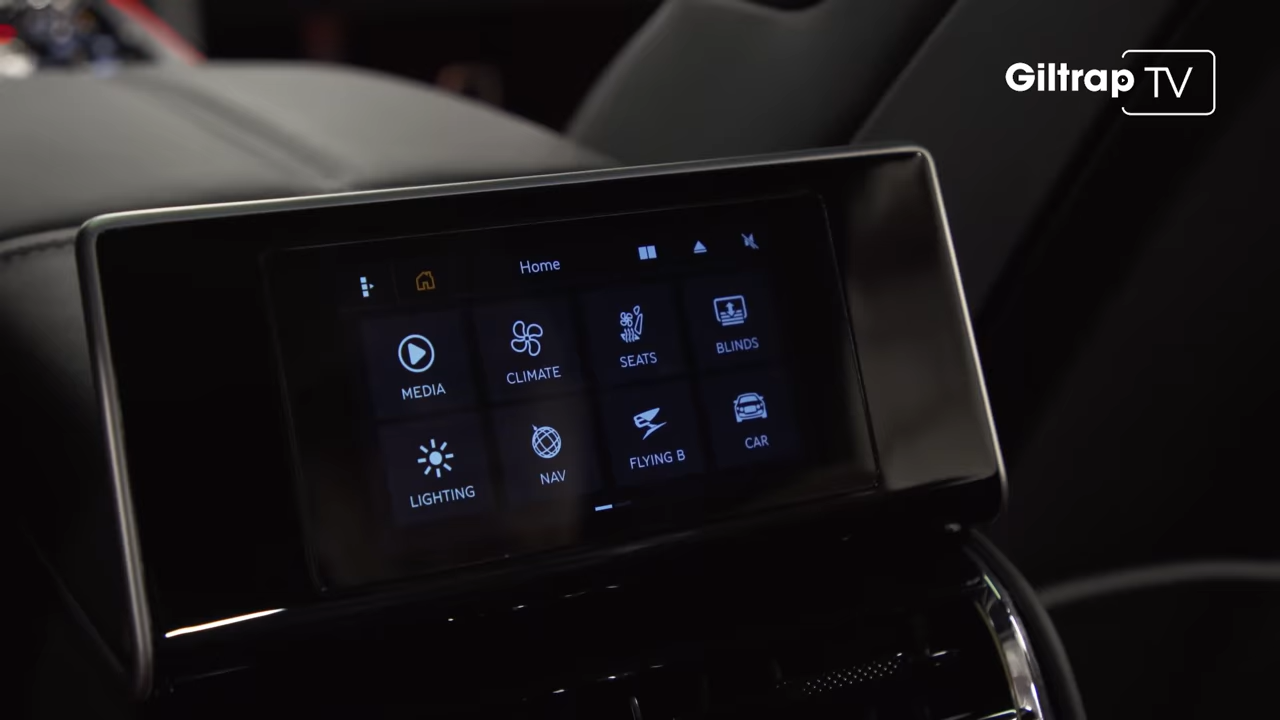 Giltrap TV
Home
MEDIA
CLIMATE
SEATS
BLINDS
LIGHTING
NAV
FLYING B
CAR